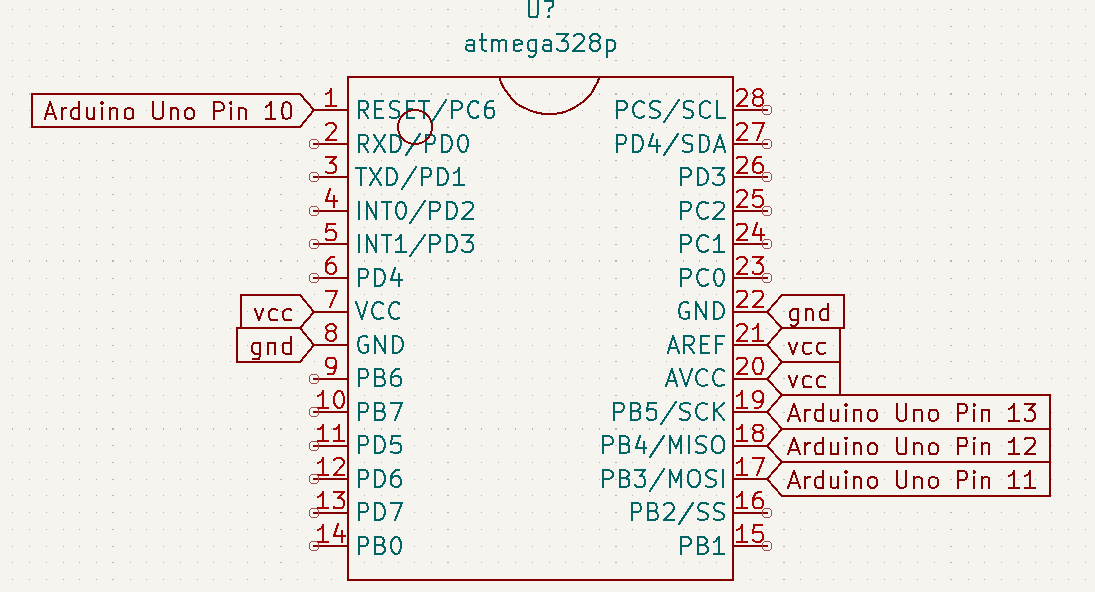 U?
atmega328p
Arduino Uno Pin 10 1 RESET/PC6 PCS/SCL 28
2 RXD/PD0 PD4/SDA 27
3 TXD/PD1 PD3 26
4 INT0/PD2 PC2 25
5 INT1/PD3 PC1 24
6 PD4 PC0 23
vcc 7 VCC GND 22 gnd
gnd 8 GND AREF 21 vcc
9 PB6 AVCC 20 vcc
10 PB7 PB5/SCK 19 Arduino Uno Pin 13
11 PD5 PB4/MISO 18 Arduino Uno Pin 12
12 PD6 PB3/MOSI 17 Arduino Uno Pin 11
13 PD7 PB2/SS 16
14 PB0 PB1 15